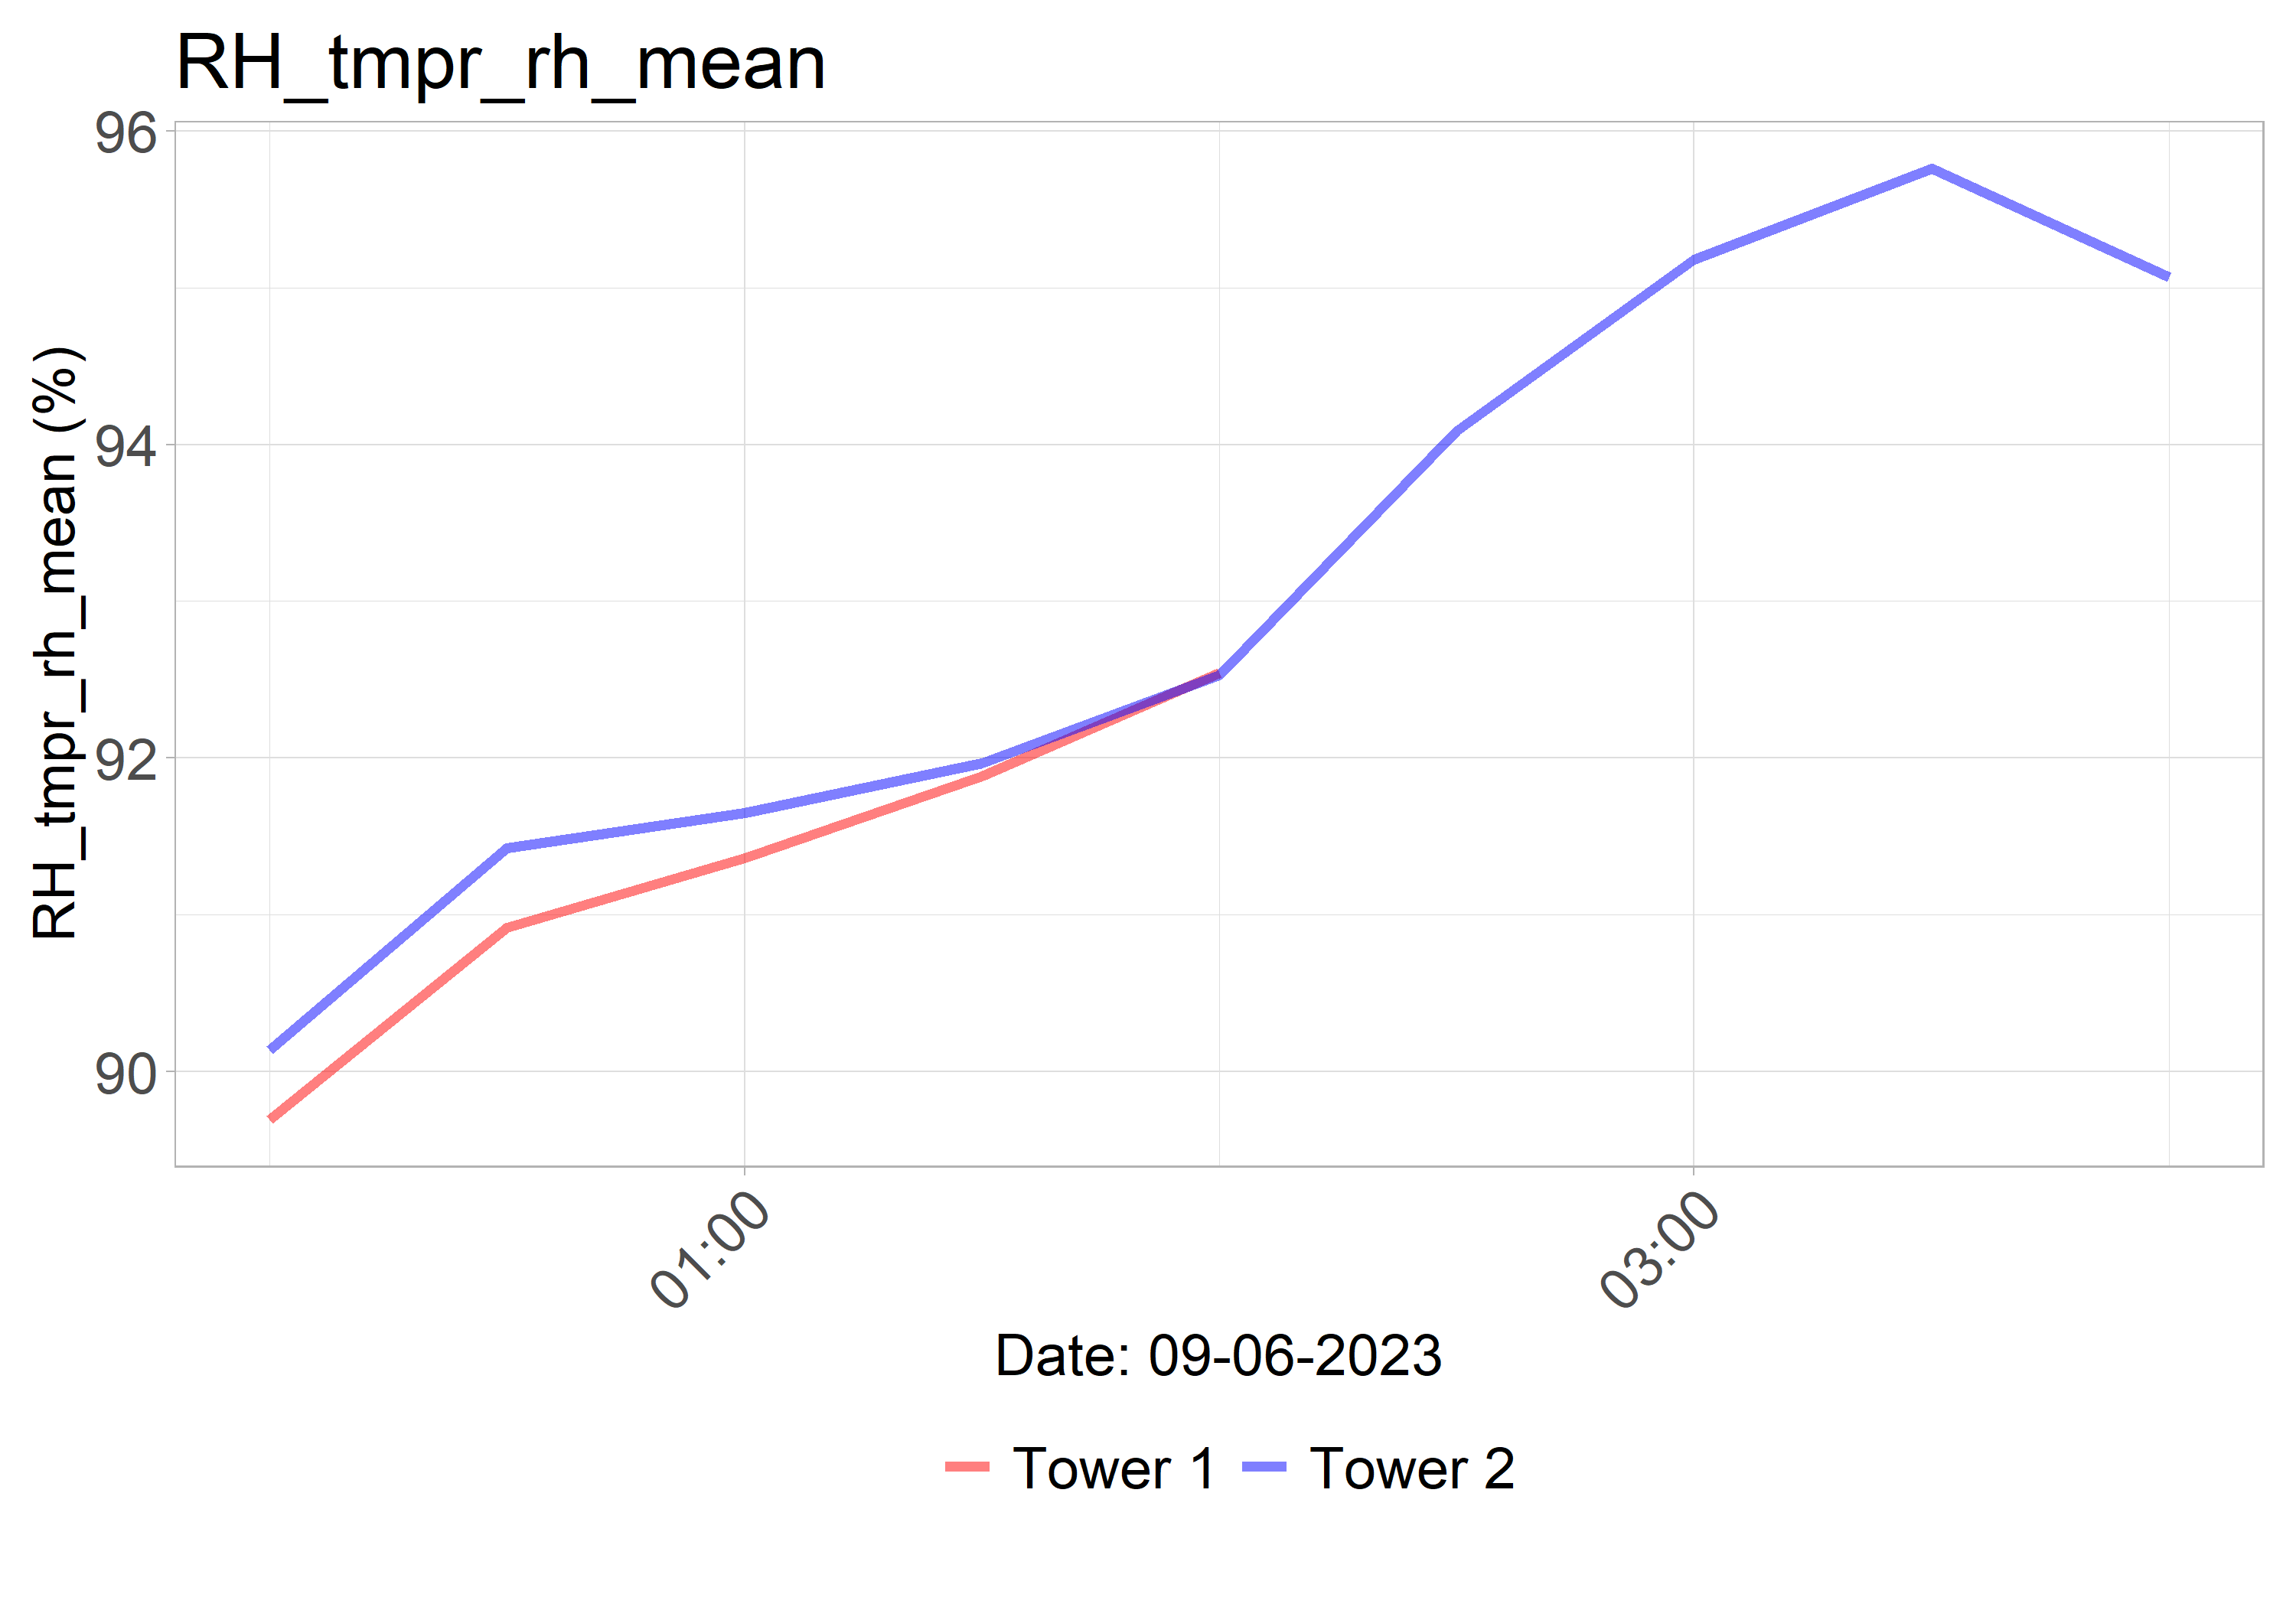 RH_tmpr_rh_mean
RH_tmpr_rh_mean (%)
96
94
92
90
01:00
03:00
Date: 09-06-2023
Tower 1
Tower 2